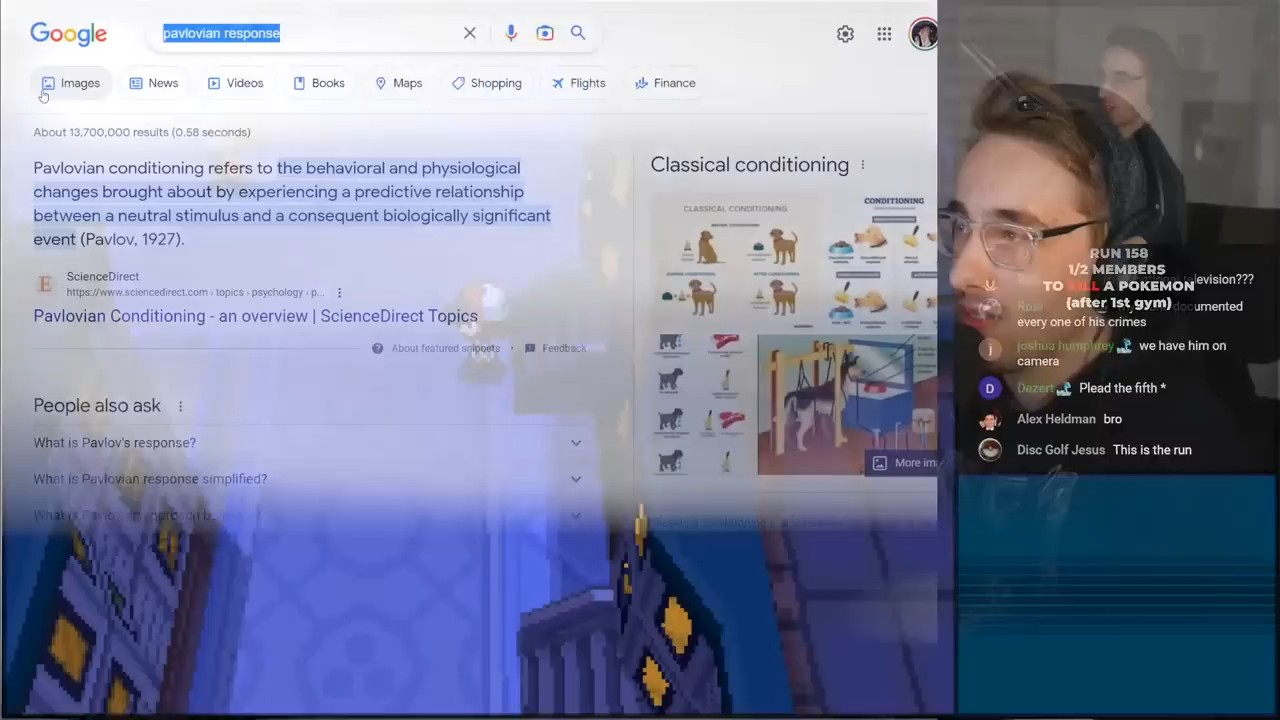 Google
pavlovian response
Images
News
Videos
Books
Maps
Shopping
Flights
Finance
About 13,700,000 results (0.58 seconds)
Pavlovian conditioning refers to the behavioral and physiological
changes brought about by experiencing a predictive relationship
between a neutral stimulus and a consequent biologically significant
event (Pavlov, 1927).
E
ScienceDirect
https://www.sciencedirect.com › topics › psychology › p...
Pavlovian Conditioning - an overview | ScienceDirect Topics
About featured snippets
Feedback
People also ask
What is Pavlov's response?
What is Pavlovian response simplified?
Classical conditioning
CLASSICAL CONDITIONING
CONDITIONING
More im
RUN 158
1/2 MEMBERS
TO KILL A POKEMON
(after 1st gym)
television???
documented
every one of his crimes
j
joshua humphrey we have him on
camera
D
Dezert Plead the fifth *
Alex Heldman bro
Disc Golf Jesus This is the run